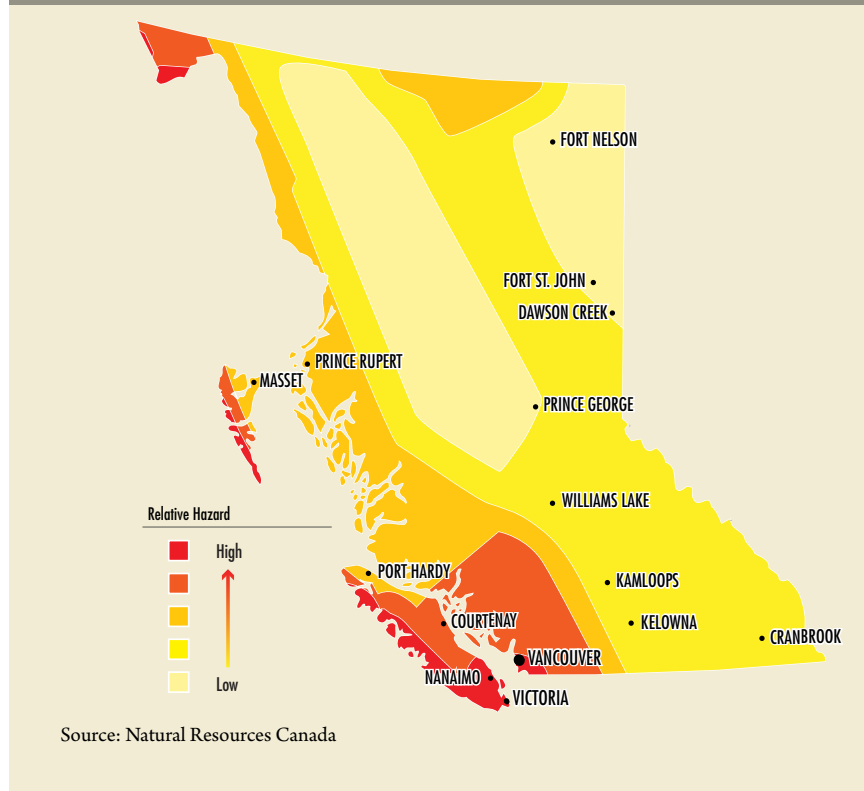 FORT NELSON
FORT ST. JOHN
DAWSON CREEK
PRINCE RUPERT
MASSET
PRINCE GEORGE
WILLIAMS LAKE
Relative Hazard
High
Low
PORT HARDY
KAMLOOPS
COURTENAY
KELOWNA
CRANBROOK
VANCOUVER
NANAIMO
VICTORIA
Source: Natural Resources Canada